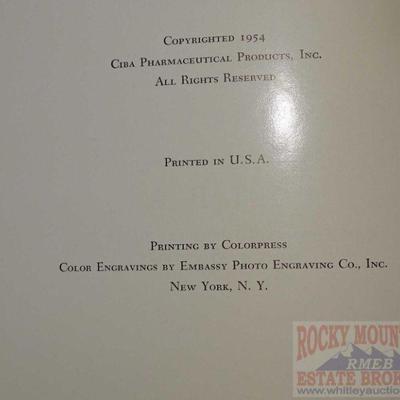 Copyrighted 1954
Ciba Pharmaceutical Products, Inc.
All Rights Reserved
Printed in U.S.A.
Printing by Colorpress
Color Engravings by Embassy Photo Engraving Co., Inc.
New York, N. Y.
ROCKY MOUNT
RMEB
ESTATE BROK
www.whitleyauctio